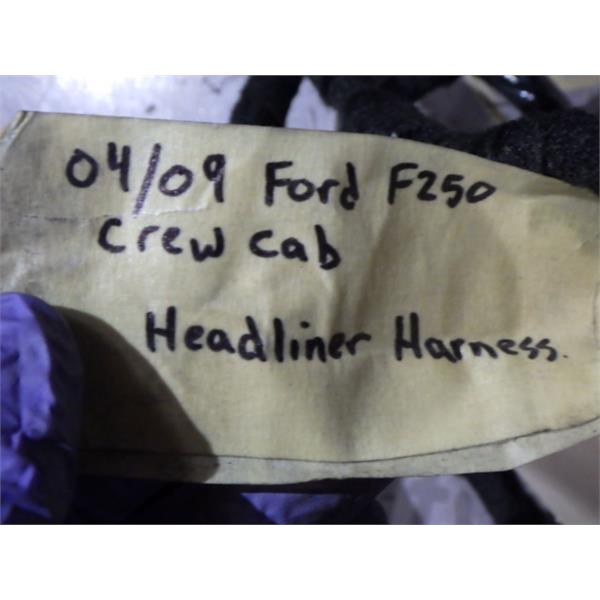 04/09 Ford F250
crew cab
Headliner Harness.